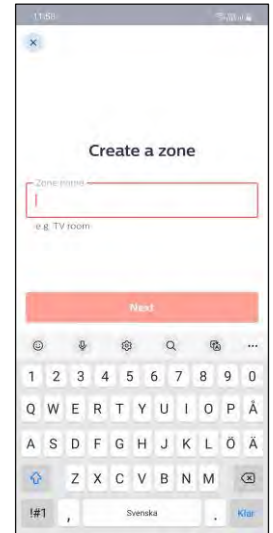 11:58
Create a zone
Zone name
e.g. TV room
Next
1 2 3 4 5 6 7 8 9 0
Q W E R T Y U I O P Å
A S D F G H J K L Ö Ä
Z X C V B N M
!#1 , Svenska . Klar